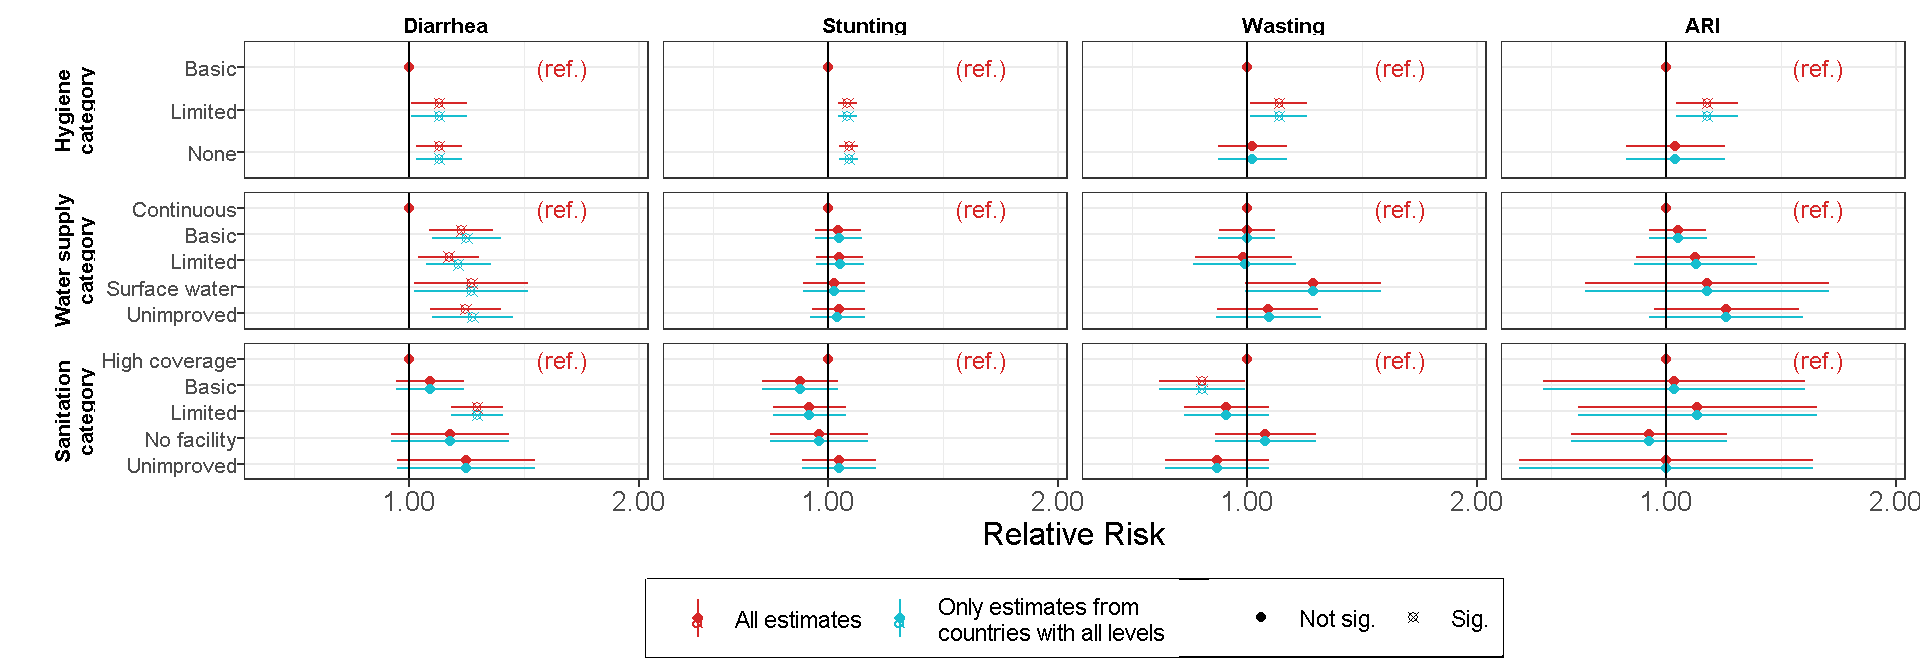 Diarrhea Stunting Wasting ARI
Hygiene
category
Basic (ref.) (ref.) (ref.) (ref.)
Limited
None
Water supply
category
Continuous (ref.) (ref.) (ref.) (ref.)
Basic
Limited
Surface water
Unimproved
Sanitation
category
High coverage (ref.) (ref.) (ref.) (ref.)
Basic
Limited
No facility
Unimproved
1.00 2.00 1.00 2.00 1.00 2.00 1.00 2.00
Relative Risk
All estimates
Only estimates from
countries with all levels
Not sig.
Sig.